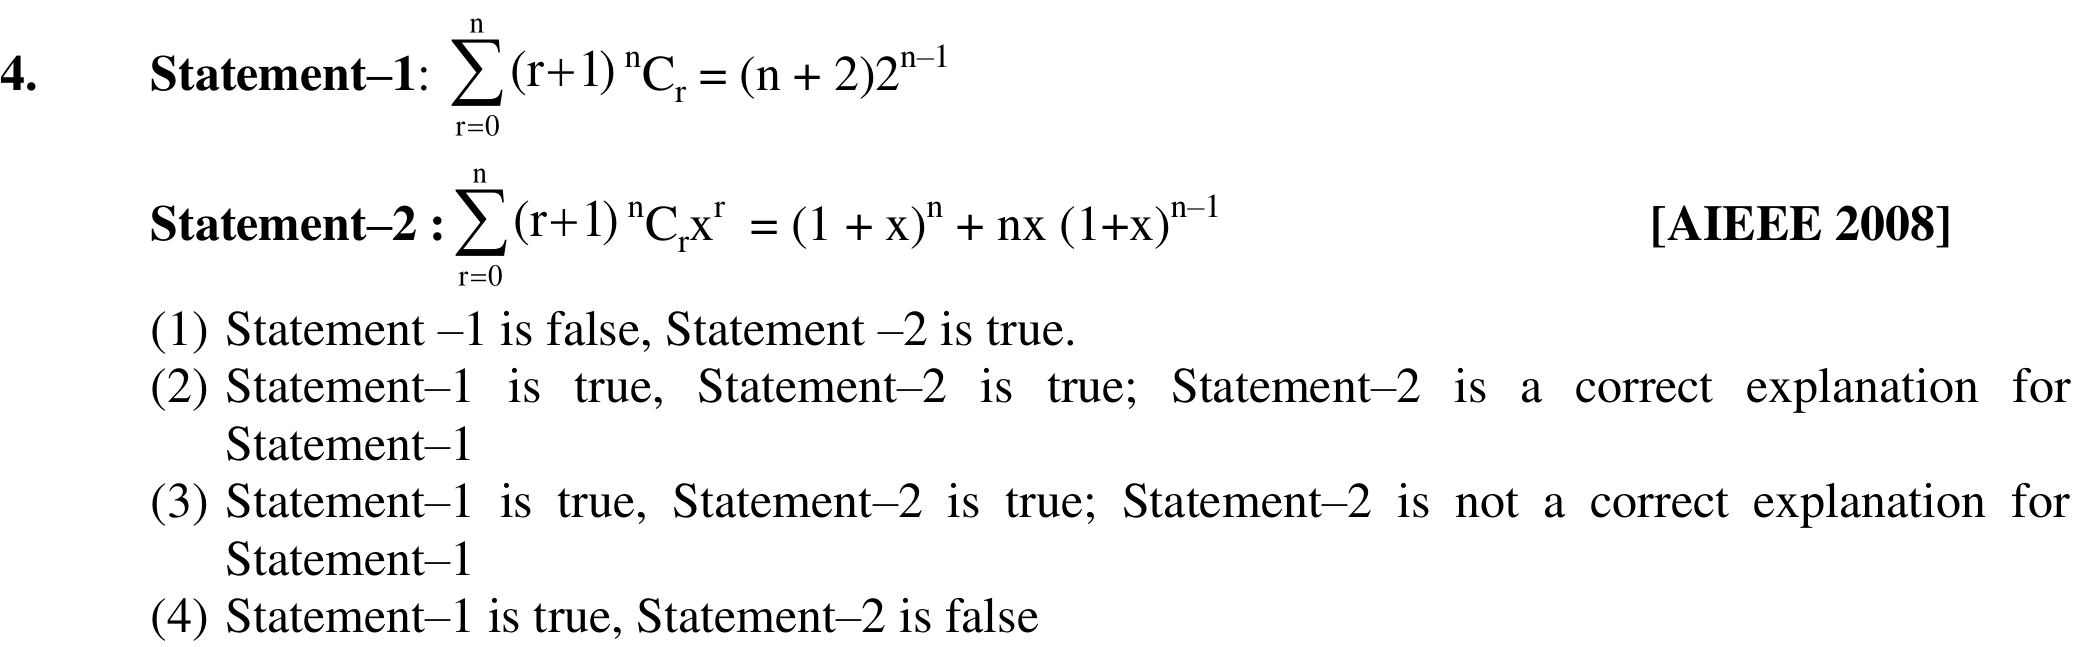 4. Statement–1: $\sum_{r=0}^{n} (r+1)\,^{n}C_{r} = (n + 2)2^{n–1}$
Statement–2 : $\sum_{r=0}^{n} (r+1)\,^{n}C_{r}x^{r} = (1 + x)^{n} + nx (1+x)^{n–1}$ [AIEEE 2008]
(1) Statement –1 is false, Statement –2 is true.
(2) Statement–1 is true, Statement–2 is true; Statement–2 is a correct explanation for
Statement–1
(3) Statement–1 is true, Statement–2 is true; Statement–2 is not a correct explanation for
Statement–1
(4) Statement–1 is true, Statement–2 is false